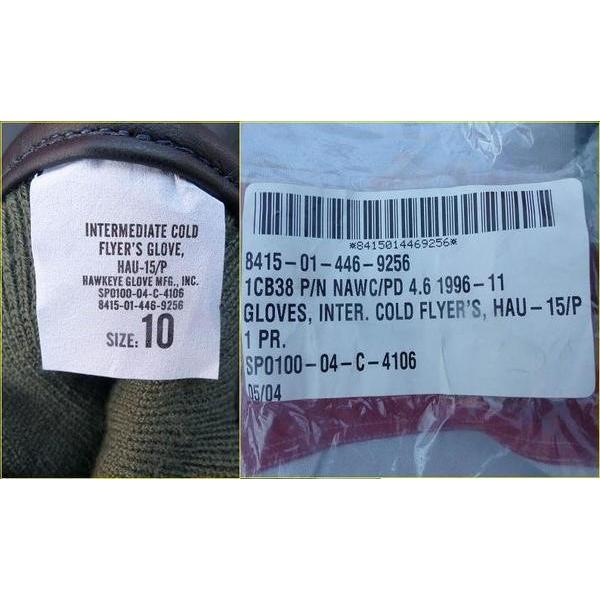 INTERMEDIATE COLD
FLYER'S GLOVE,
HAU-15/P
HAWKEYE GLOVE MFG., INC.
SPO100-04-C-4106
8415-01-446-9256
SIZE: 10
*8415014469256*
8415-01-446-9256
1CB38 P/N NAWC/PD 4.6 1996-11
GLOVES, INTER. COLD FLYER'S, HAU-15/P
1 PR.
SPO100-04-C-4106
05/04